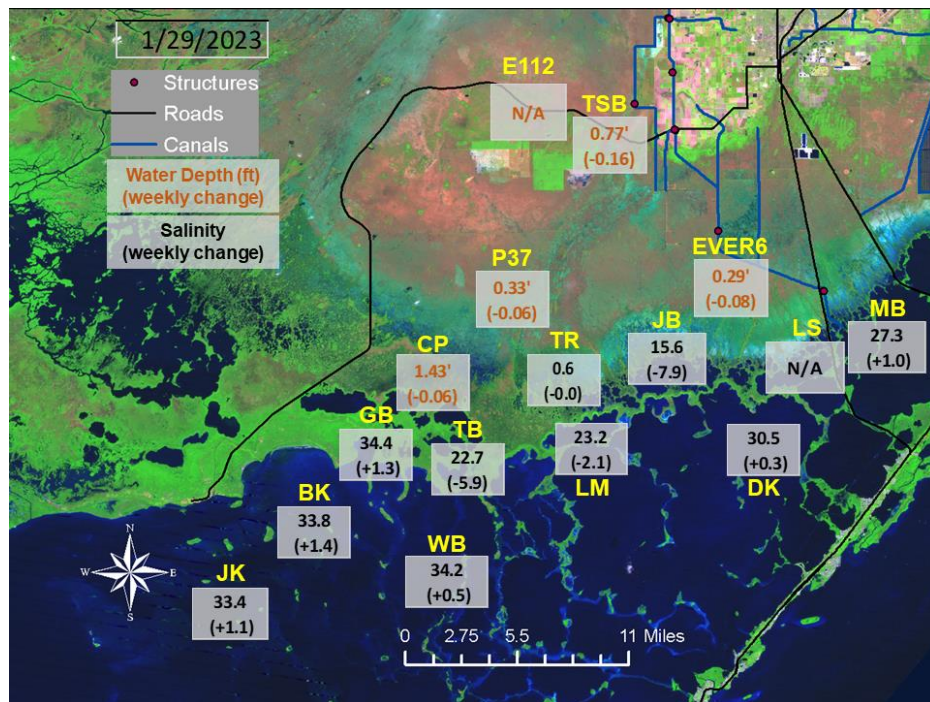 1/29/2023
Structures
Roads
Canals
Water Depth (ft)
(weekly change)
Salinity
(weekly change)
E112
N/A
TSB
0.77'
(-0.16)
P37
0.33'
(-0.06)
EVER6
0.29'
(-0.08)
CP
1.43'
(-0.06)
TR
0.6
(-0.0)
JB
15.6
(-7.9)
LS
N/A
MB
27.3
(+1.0)
GB
34.4
(+1.3)
TB
22.7
(-5.9)
23.2
(-2.1)
LM
30.5
(+0.3)
DK
BK
33.8
(+1.4)
WB
34.2
(+0.5)
JK
33.4
(+1.1)
N
W
E
S
0 2.75 5.5 11 Miles